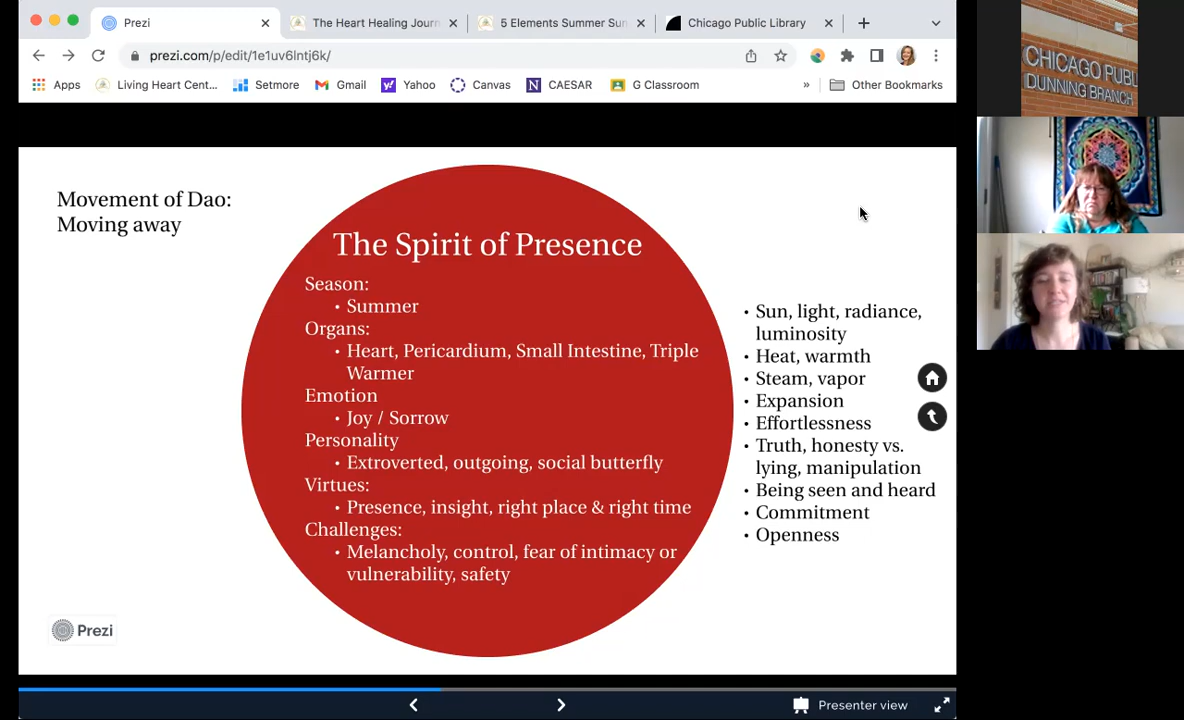 Prezi
The Heart Healing Journ
5 Elements Summer Sun
Chicago Public Library
prezi.com/p/edit/1e1uv6lntj6k/
Apps
Living Heart Cent...
Setmore
Gmail
Yahoo
Canvas
CAESAR
G Classroom
»
Other Bookmarks
Movement of Dao:
Moving away
The Spirit of Presence
Season:
• Summer
Organs:
• Heart, Pericardium, Small Intestine, Triple
Warmer
Emotion
• Joy / Sorrow
Personality
• Extroverted, outgoing, social butterfly
Virtues:
• Presence, insight, right place & right time
Challenges:
• Melancholy, control, fear of intimacy or
vulnerability, safety
• Sun, light, radiance,
luminosity
• Heat, warmth
• Steam, vapor
• Expansion
• Effortlessness
• Truth, honesty vs.
lying, manipulation
• Being seen and heard
• Commitment
• Openness
Prezi
Presenter view
CHICAGO PUBL
DUNNING BRANCH